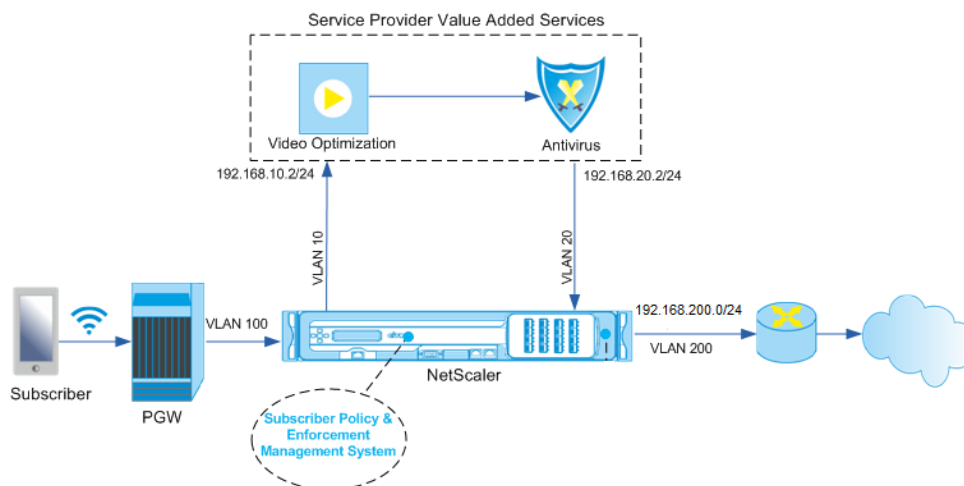 Service Provider Value Added Services
Video Optimization
Antivirus
192.168.10.2/24
192.168.20.2/24
VLAN 10
VLAN 20
VLAN 100
192.168.200.0/24
VLAN 200
NetScaler
Subscriber
PGW
Subscriber Policy &
Enforcement
Management System